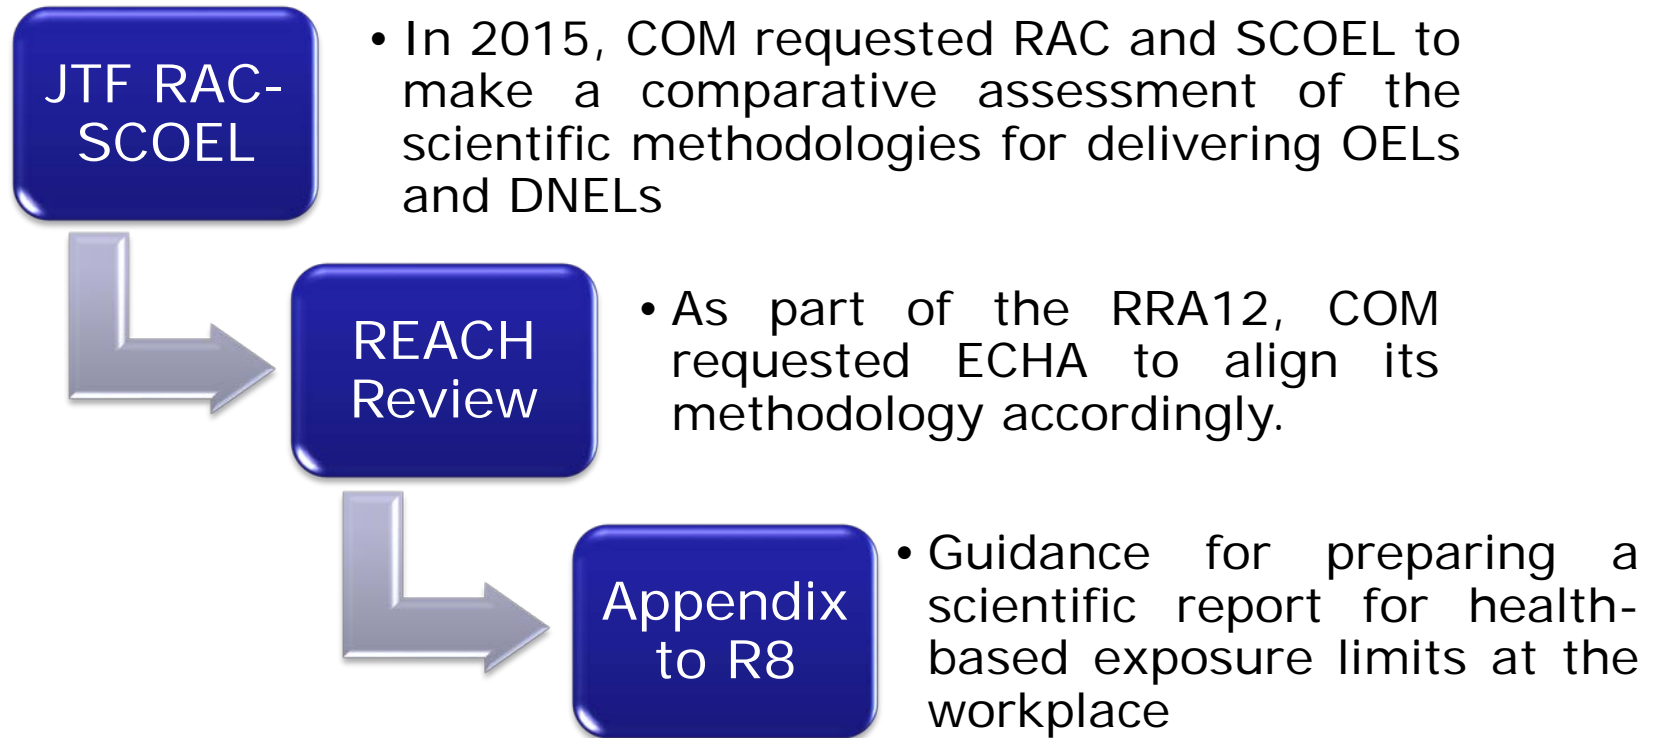 JTF RAC-
SCOEL
• In 2015, COM requested RAC and SCOEL to
make a comparative assessment of the
scientific methodologies for delivering OELs
and DNELs
REACH
Review
• As part of the RRA12, COM
requested ECHA to align its
methodology accordingly.
Appendix
to R8
• Guidance for preparing a
scientific report for health-
based exposure limits at the
workplace